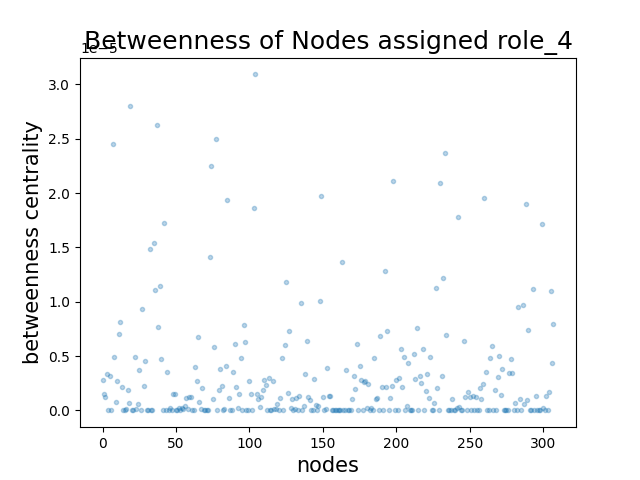 Betweenness of Nodes assigned role_4
1e−5
3.0
2.5
2.0
1.5
1.0
0.5
0.0
betweenness centrality
0 50 100 150 200 250 300
nodes